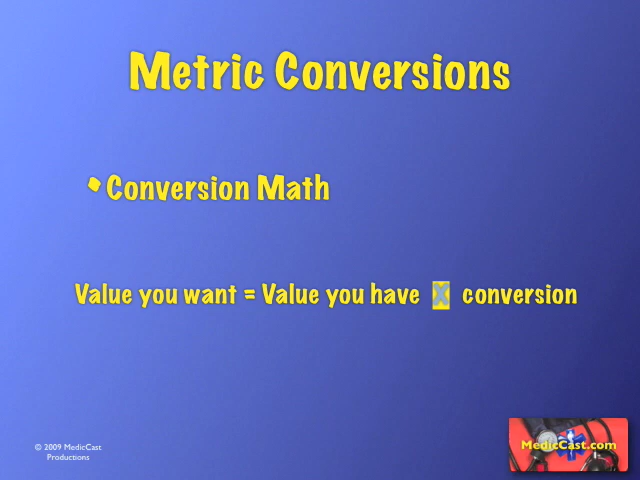 Metric Conversions
• Conversion Math
Value you want = Value you have X conversion
© 2009 MedicCast
Productions
MedicCast.com